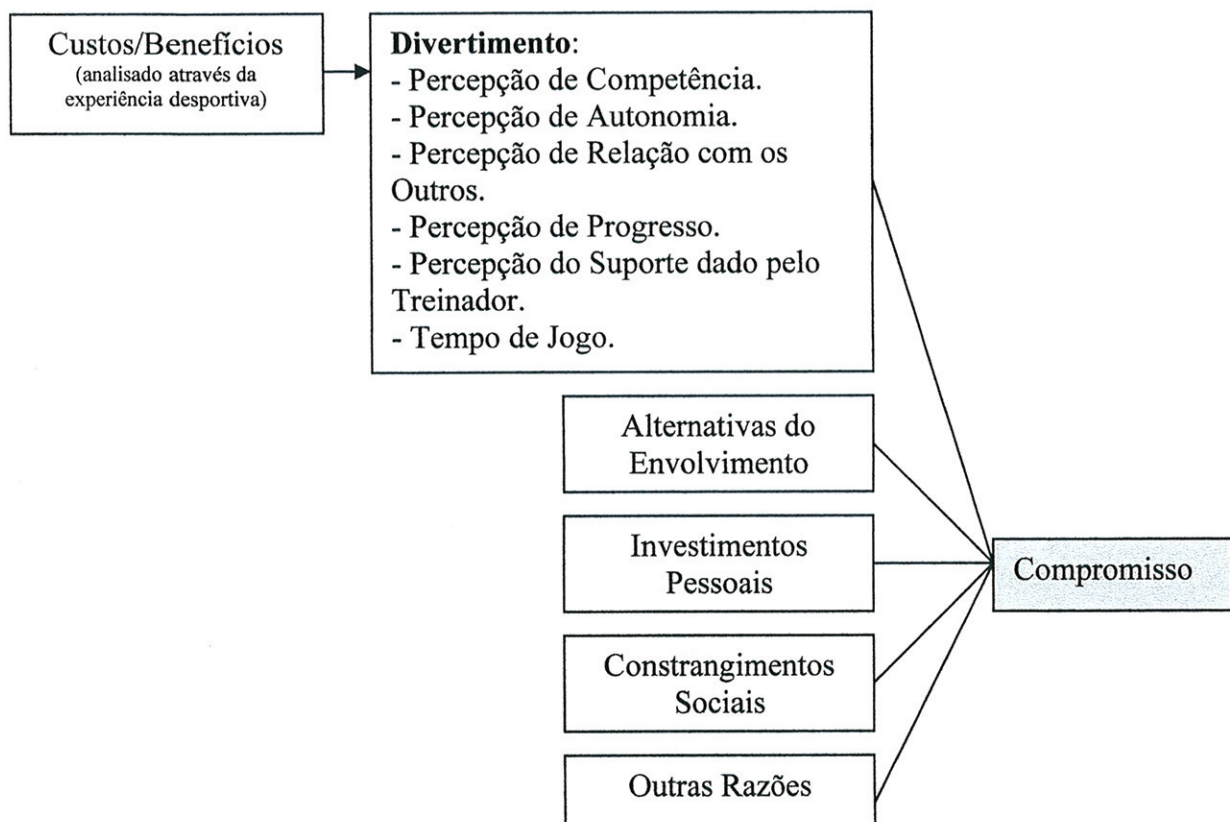 Custos/Benefícios
(analisado através da
experiência desportiva)
Divertimento:
- Percepção de Competência.
- Percepção de Autonomia.
- Percepção de Relação com os
Outros.
- Percepção de Progresso.
- Percepção do Suporte dado pelo
Treinador.
- Tempo de Jogo.
Alternativas do
Envolvimento
Investimentos
Pessoais
Compromisso
Constrangimentos
Sociais
Outras Razões